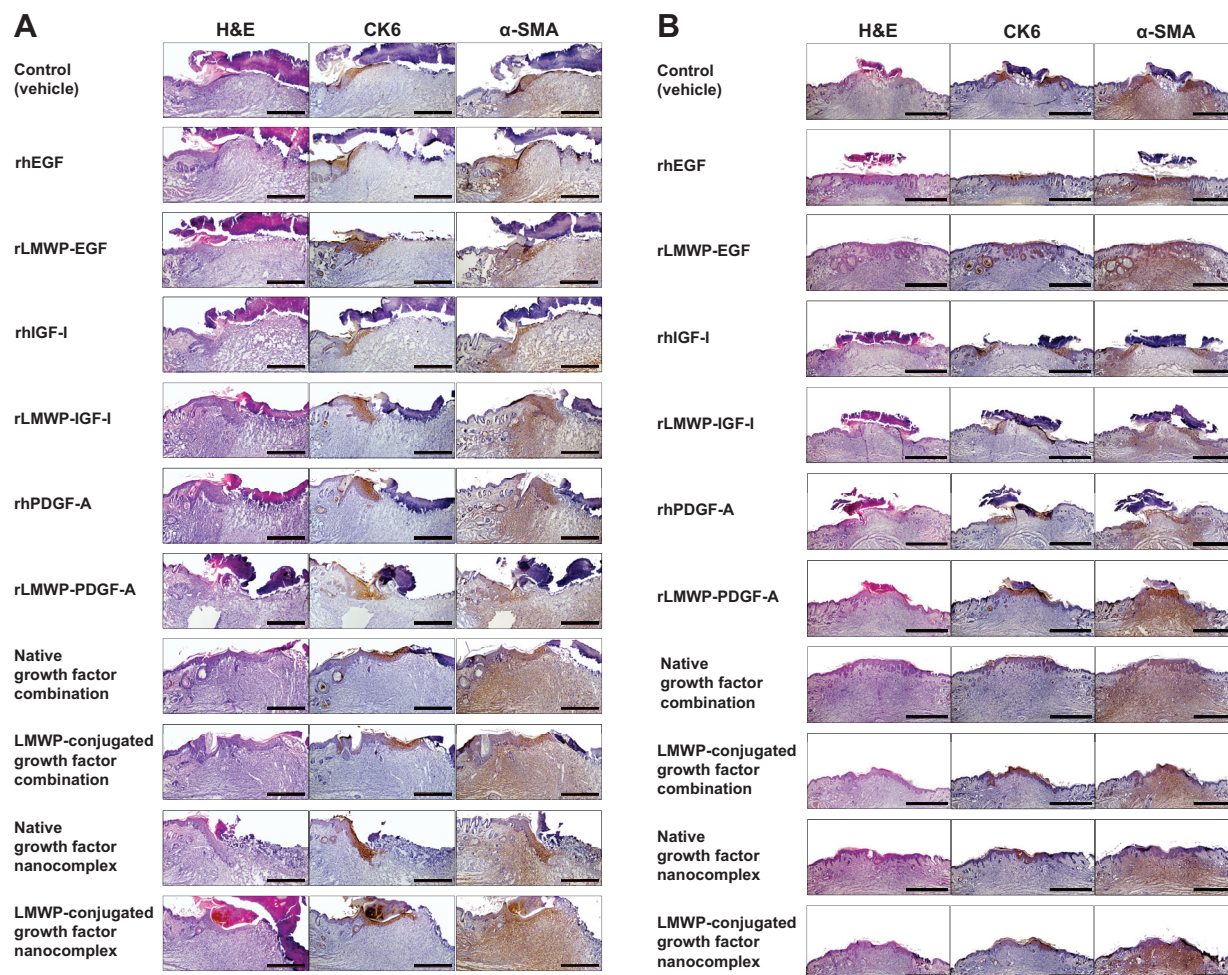 A
H&E CK6 α-SMA
Control
(vehicle)
rhEGF
rLMWP-EGF
rhIGF-I
rLMWP-IGF-I
rhPDGF-A
rLMWP-PDGF-A
Native
growth factor
combination
LMWP-conjugated
growth factor
combination
Native
growth factor
nanocomplex
LMWP-conjugated
growth factor
nanocomplex
B
H&E CK6 α-SMA
Control
(vehicle)
rhEGF
rLMWP-EGF
rhIGF-I
rLMWP-IGF-I
rhPDGF-A
rLMWP-PDGF-A
Native
growth factor
combination
LMWP-conjugated
growth factor
combination
Native
growth factor
nanocomplex
LMWP-conjugated
growth factor
nanocomplex